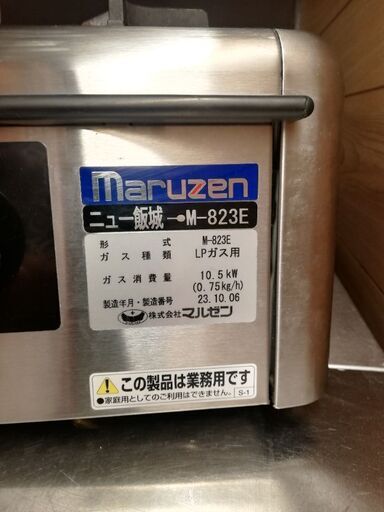 maruzen
ニュー飯城 M-823E
形式 M-823E
ガス種類 LPガス用
ガス消費量 10.5kW
(0.75kg/h)
製造年月・製造番号 23.10.06
株式会社マルゼン
この製品は業務用です
●家庭用としてのご利用はできません。 S-1